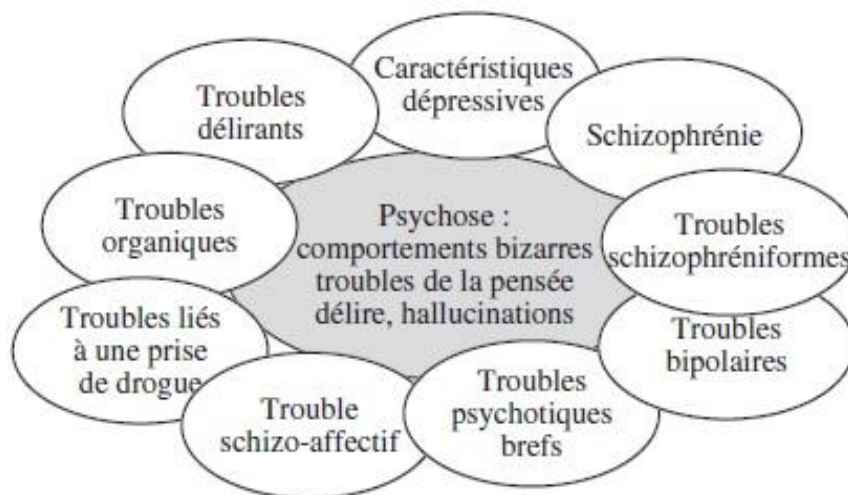 Caractéristiques
dépressives
Troubles
délirants
Schizophrénie
Troubles
organiques
Psychose :
comportements bizarres
troubles de la pensée
délire, hallucinations
Troubles
schizophréniformes
Troubles liés
à une prise
de drogue
Troubles
bipolaires
Trouble
schizo-affectif
Troubles
psychotiques
brefs